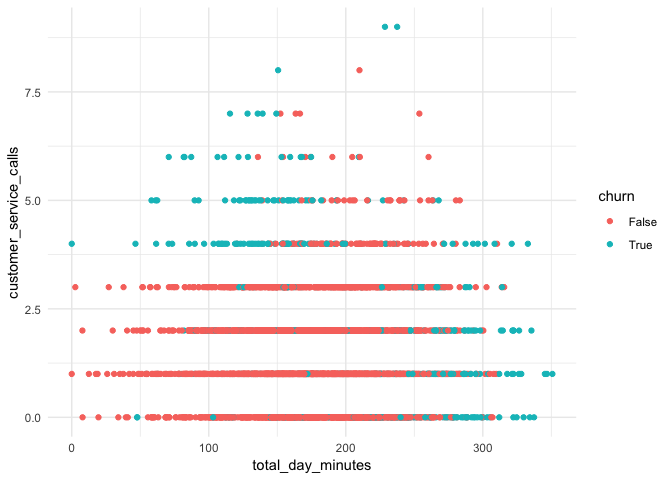 7.5
5.0
2.5
0.0
customer_service_calls
0
100
200
300
total_day_minutes
churn
False
True